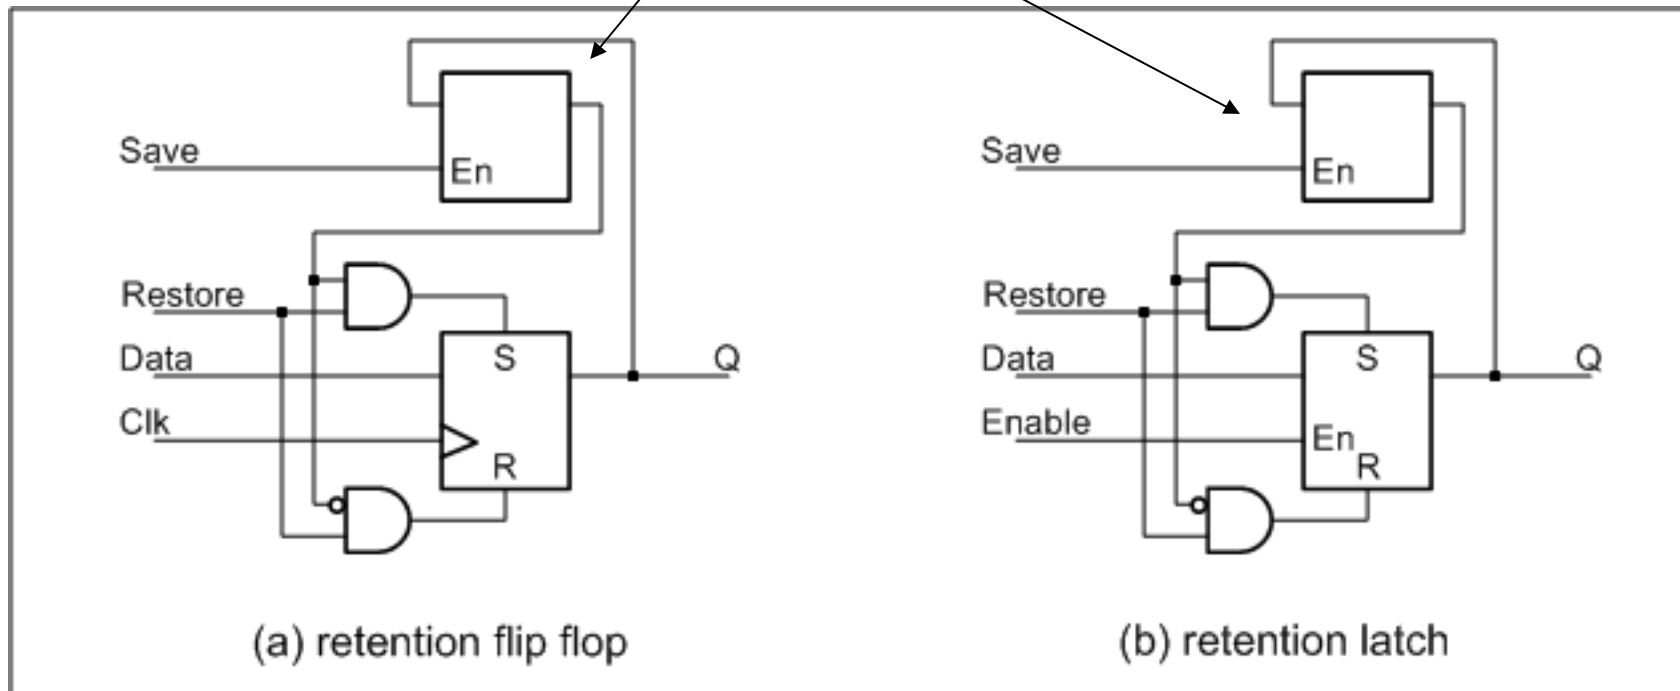 Save
En
Restore
Data
S
Q
Clk
R
(a) retention flip flop
Save
En
Restore
Data
S
Q
Enable
En
R
(b) retention latch